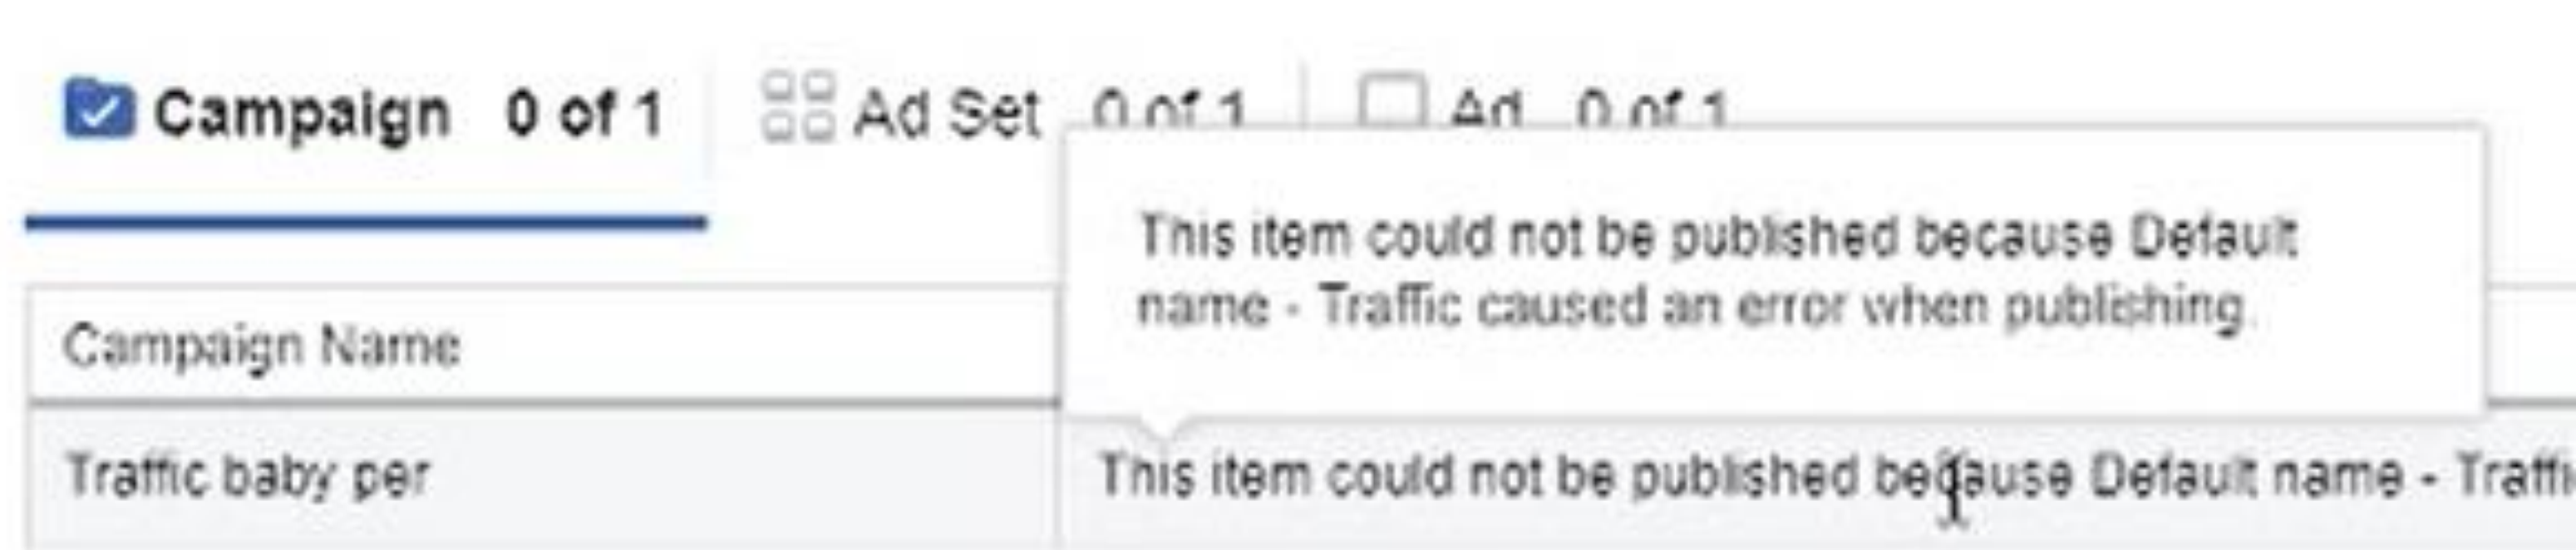 Campaign 0 of 1 Ad Set 0 of 1 Ad 0 of 1
This item could not be published because Default
name - Traffic caused an error when publishing.
Campaign Name
Traffic baby per This item could not be published because Default name - Traffi